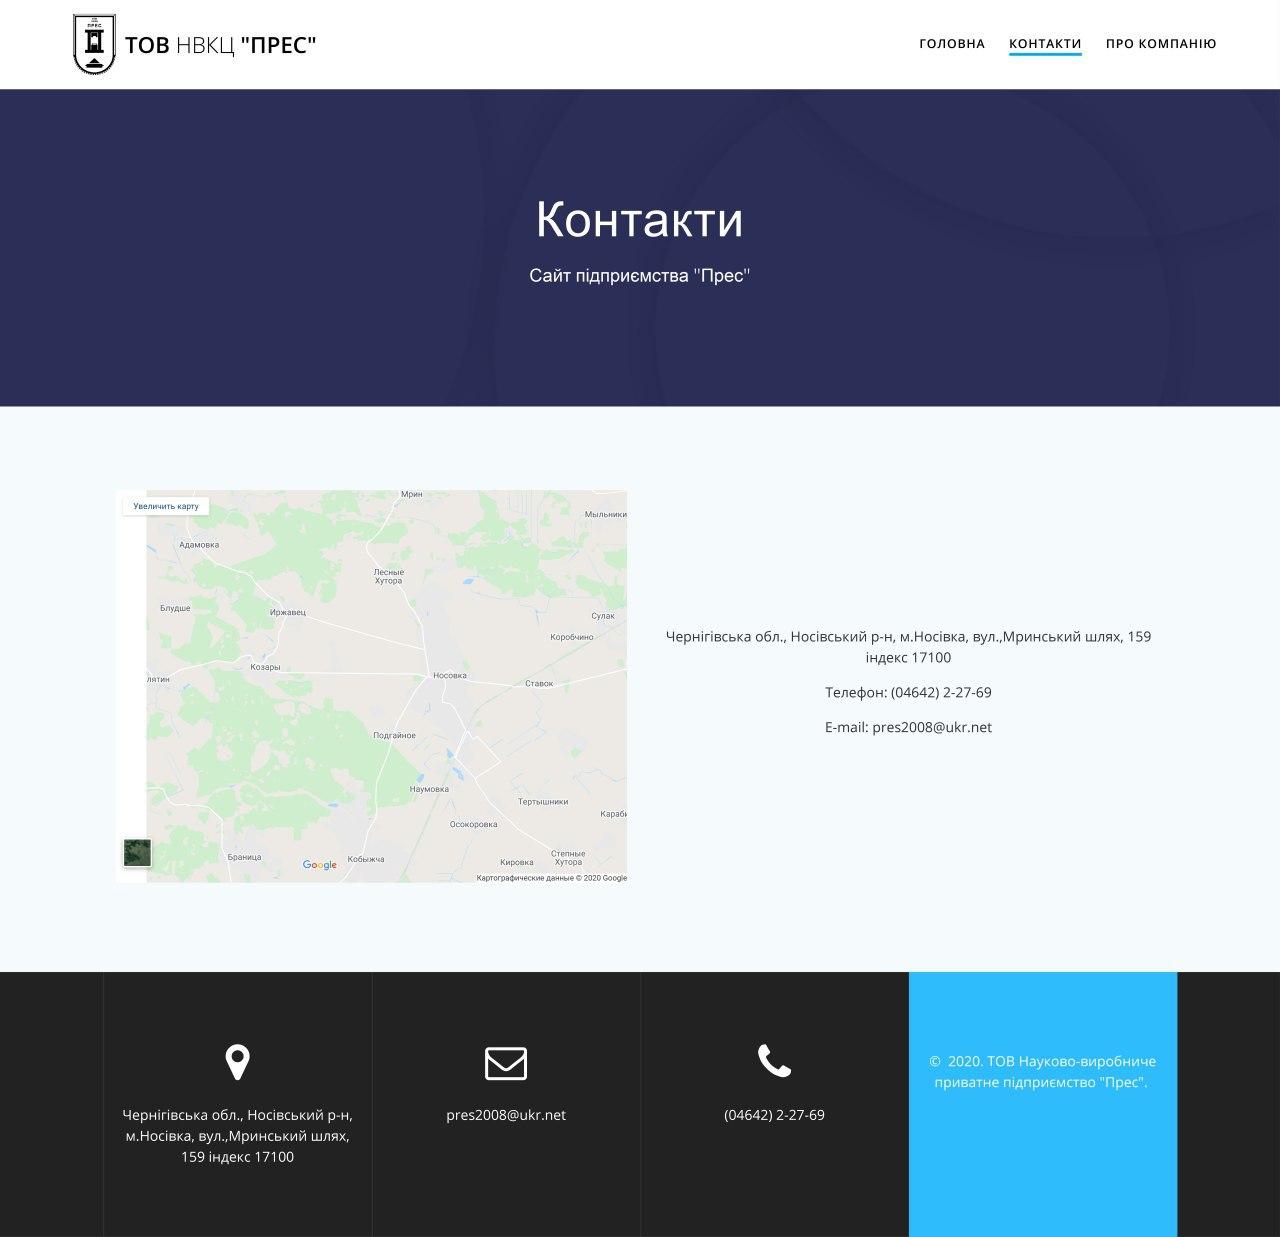 ТОВ НВКЦ "ПРЕС"
ГОЛОВНА
КОНТАКТИ
ПРО КОМПАНІЮ
Контакти
Сайт підприємства "Прес"
Увеличить карту
Мрин
Мыльники
Адамовка
Лесные
Хутора
Блудше
Иржавец
Сулак
Коробчино
Козары
лятин
Носовка
Ставок
Подгайное
Наумовка
Тертышники
Караби
Осокоровка
Степные
Хутора
Браница
Google
Кобыжча
Кировка
Картографические данные © 2020 Google
Чернігівська обл., Носівський р-н, м.Носівка, вул.,Мринський шлях, 159
індекс 17100
Телефон: (04642) 2-27-69
E-mail: pres2008@ukr.net
Чернігівська обл., Носівський р-н,
м.Носівка, вул.,Мринський шлях,
159 індекс 17100
pres2008@ukr.net
(04642) 2-27-69
© 2020. ТОВ Науково-виробниче
приватне підприємство "Прес".